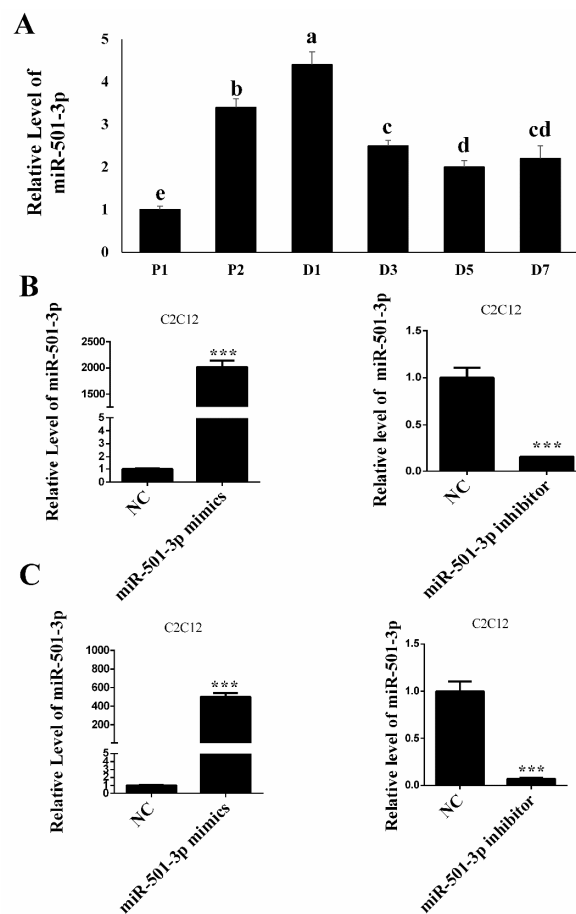 A
Relative Level of
miR-501-3p
5
4
3
2
1
0
e
b
a
c
d
cd
P1
P2
D1
D3
D5
D7
B
C2C12
Relative Level of miR-501-3p
2500
2000
1500
5
4
3
2
1
0
***
NC
miR-501-3p mimics
C2C12
Relative level of miR-501-3p
1.5
1.0
0.5
0.0
***
NC
miR-501-3p inhibitor
C
C2C12
Relative Level of miR-501-3p
1000
800
600
400
200
5
4
3
2
1
0
***
NC
miR-501-3p mimics
C2C12
Relative level of miR-501-3p
1.5
1.0
0.5
0.0
***
NC
miR-501-3p inhibitor